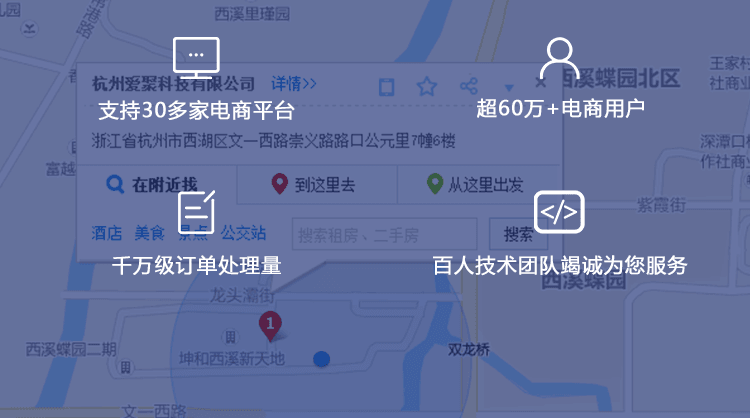 西溪里瑾园
杭州爱聚科技有限公司 详情>>
西溪蝶园北区
王家村
社商业
支持30多家电商平台
超60万+电商用户
浙江省杭州市西湖区文一西路崇义路路口公元里7幢6楼
深潭口
作社商业
富越
在附近找
到这里去
从这里出发
紫霞街
酒店 美食 景点 公交站
搜索租房、二手房
搜索
千万级订单处理量
百人技术团队竭诚为您服务
西溪蝶园
龙头灞街
1
西溪蝶园二期
坤和西溪新天地
双龙桥
文一西路